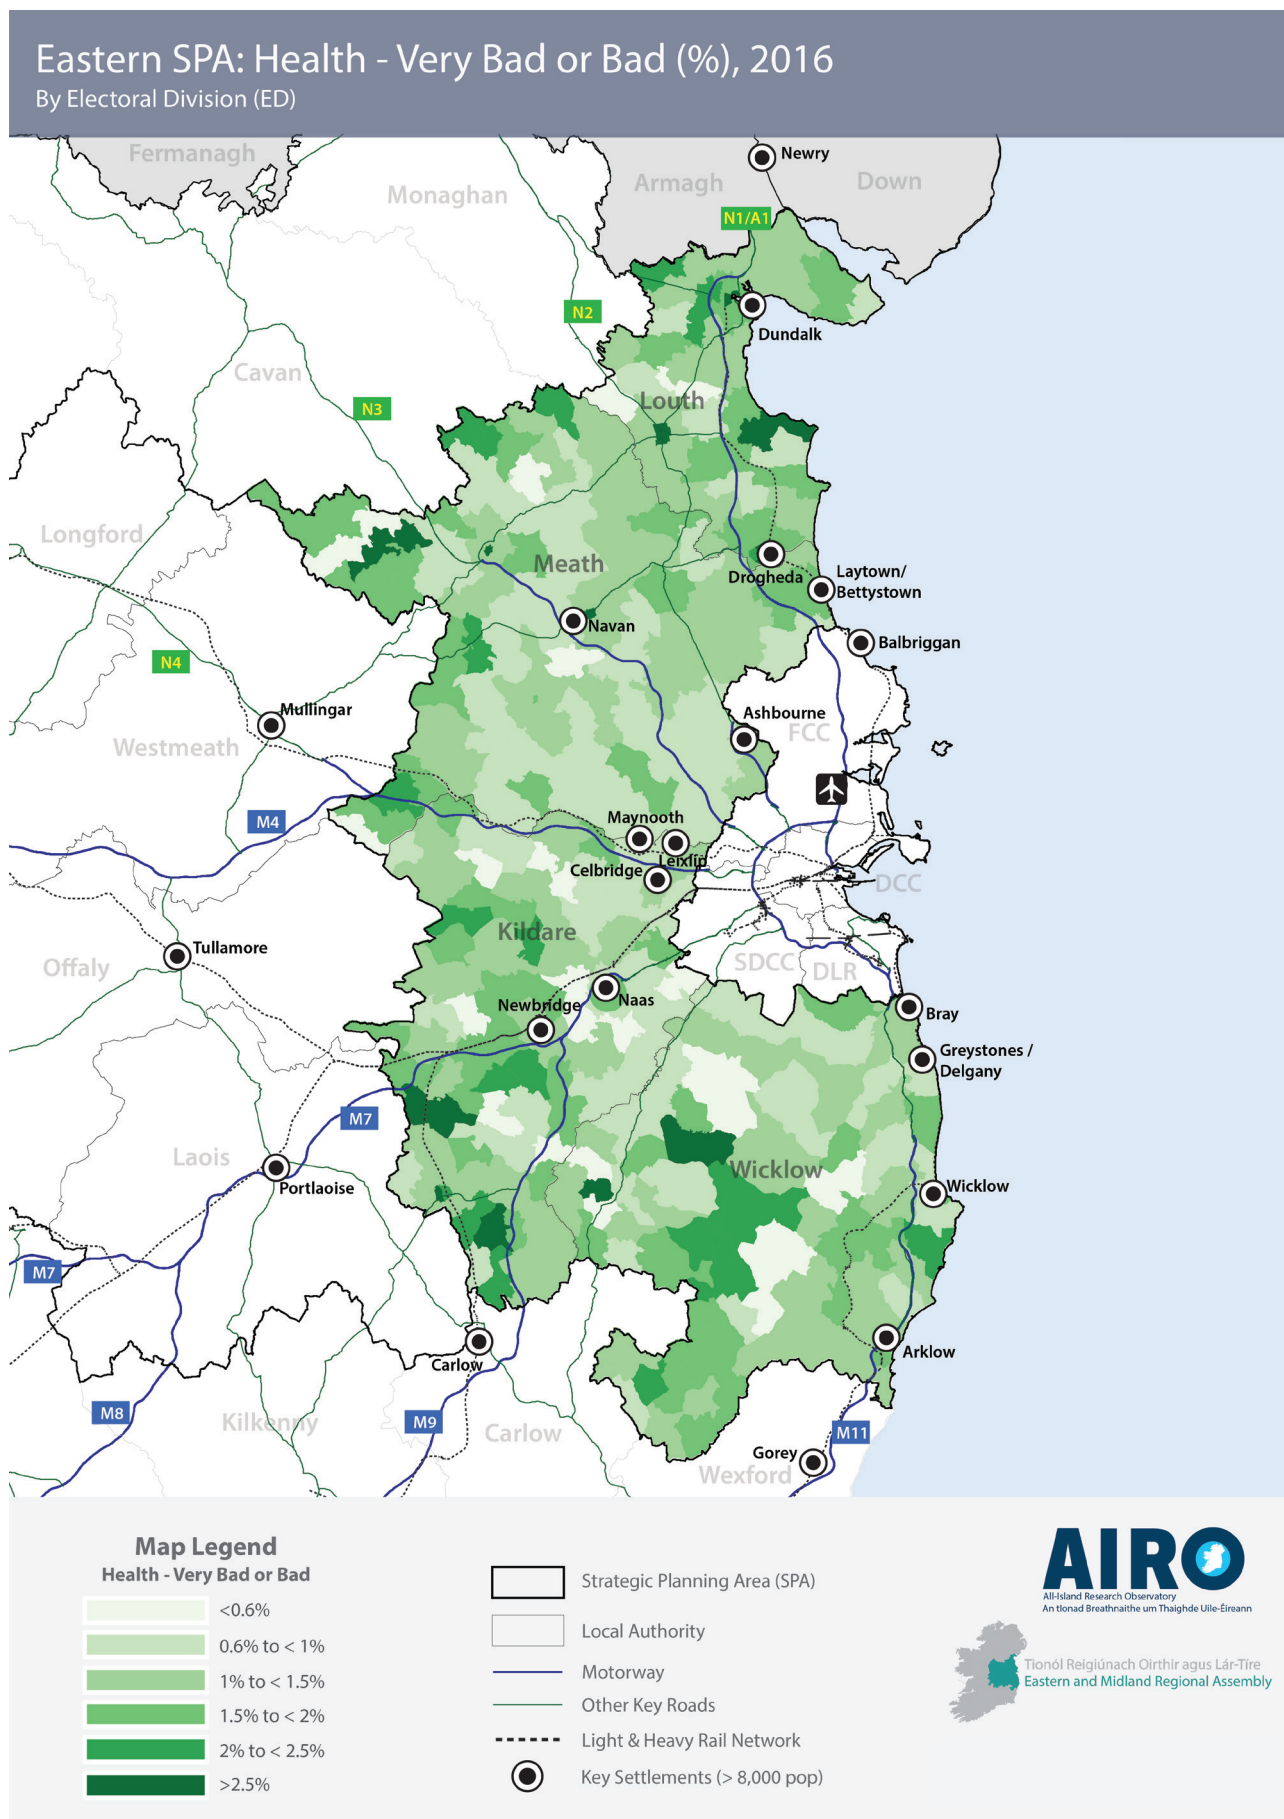 Eastern SPA: Health - Very Bad or Bad (%), 2016
By Electoral Division (ED)
Fermanagh
Monaghan
Armagh
Newry
Down
N1/A1
N2
Dundalk
Cavan
N3
Louth
Longford
Meath
Drogheda
Laytown/
Bettystown
Navan
Balbriggan
N4
Mullingar
Ashbourne
FCC
Westmeath
M4
Maynooth
Leixlip
Celbridge
DCC
Kildare
Tullamore
Offaly
SDCC
DLR
Naas
Newbridge
Bray
Greystones /
Delgany
M7
Laois
Wicklow
Portlaoise
Wicklow
M7
Carlow
Arklow
M8
Kilkenny
M9
Carlow
M11
Gorey
Wexford
Map Legend
Health - Very Bad or Bad
<0.6%
0.6% to < 1%
1% to < 1.5%
1.5% to < 2%
2% to < 2.5%
>2.5%
Strategic Planning Area (SPA)
Local Authority
Motorway
Other Key Roads
Light & Heavy Rail Network
Key Settlements (> 8,000 pop)
AIRO
All-Island Research Observatory
An tIonad Breathnaithe um Thaighde Uile-Éireann
Tionól Reigiúnach Oirthir agus Lár-Tíre
Eastern and Midland Regional Assembly